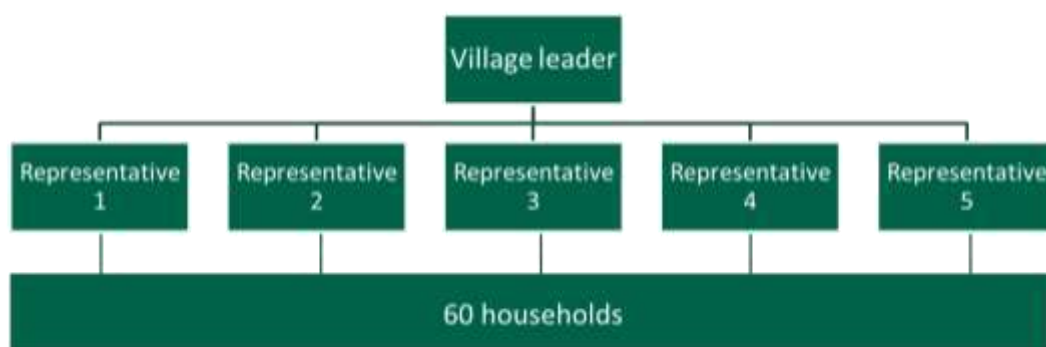 Village leader
Representative
1
Representative
2
Representative
3
Representative
4
Representative
5
60 households